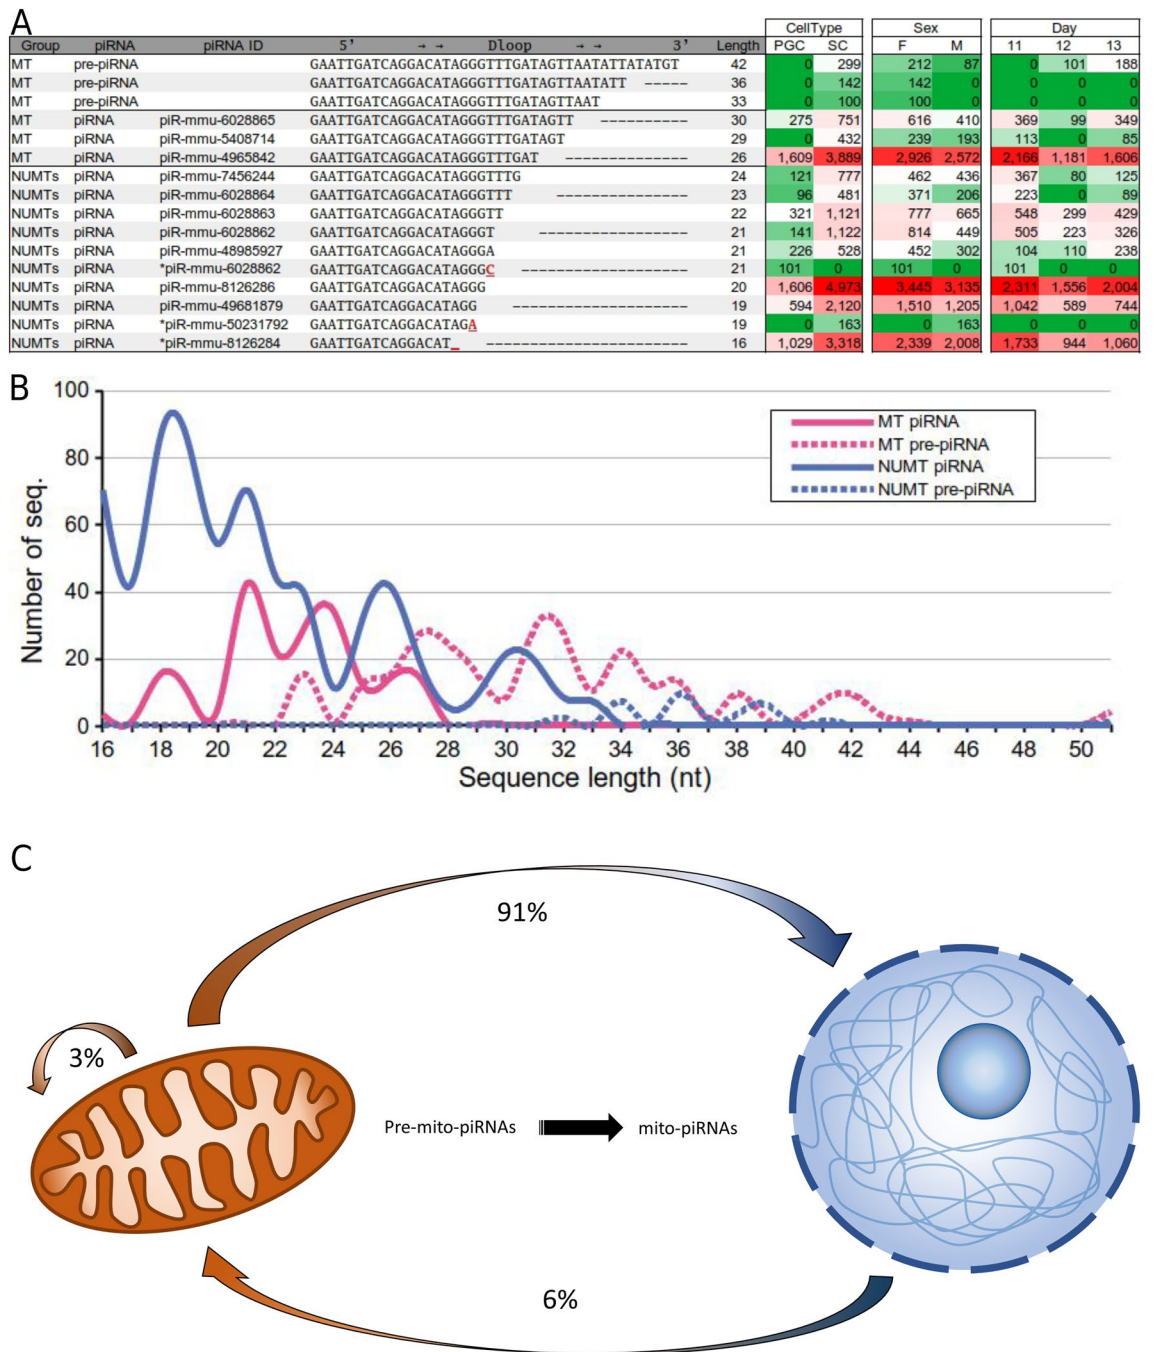 A
CellType Sex Day
Group piRNA piRNA ID 5' → → Dloop → → 3' Length PGC SC F M 11 12 13
MT pre-piRNA GAATTGATCAGGACATAGGGTTTGATAGTTAATATTATATGT 42 0 299 212 87 0 101 188
MT pre-piRNA GAATTGATCAGGACATAGGGTTTGATAGTTAATATT ----- 36 0 142 142 0 0 0 0
MT pre-piRNA GAATTGATCAGGACATAGGGTTTGATAGTTAAT 33 0 100 100 0 0 0 0
MT piRNA piR-mmu-6028865 GAATTGATCAGGACATAGGGTTTGATAGTT ---------- 30 275 751 616 410 369 99 349
MT piRNA piR-mmu-5408714 GAATTGATCAGGACATAGGGTTTGATAGT 29 0 432 239 193 113 0 85
MT piRNA piR-mmu-4965842 GAATTGATCAGGACATAGGGTTTGAT -------------- 26 1,609 3,889 2,926 2,572 2,166 1,181 1,606
NUMTs piRNA piR-mmu-7456244 GAATTGATCAGGACATAGGGTTTG 24 121 777 462 436 367 80 125
NUMTs piRNA piR-mmu-6028864 GAATTGATCAGGACATAGGGTTT --------------- 23 96 481 371 206 223 0 89
NUMTs piRNA piR-mmu-6028863 GAATTGATCAGGACATAGGGTT 22 321 1,121 777 665 548 299 429
NUMTs piRNA piR-mmu-6028862 GAATTGATCAGGACATAGGGT ----------------- 21 141 1,122 814 449 505 223 326
NUMTs piRNA piR-mmu-48985927 GAATTGATCAGGACATAGGGA 21 226 528 452 302 104 110 238
NUMTs piRNA *piR-mmu-6028862 GAATTGATCAGGACATAGGGC ------------------- 21 101 0 101 0 101 0 0
NUMTs piRNA piR-mmu-8126286 GAATTGATCAGGACATAGGG 20 1,606 4,973 3,445 3,135 2,311 1,556 2,004
NUMTs piRNA piR-mmu-49681879 GAATTGATCAGGACATAGG -------------------- 19 594 2,120 1,510 1,205 1,042 589 744
NUMTs piRNA *piR-mmu-50231792 GAATTGATCAGGACATAGA 19 0 163 0 163 0 0 0
NUMTs piRNA *piR-mmu-8126284 GAATTGATCAGGACAT_ ----------------------- 16 1,029 3,318 2,339 2,008 1,733 944 1,060
B
100
80
60
40
20
0
Number of seq.
MT piRNA
MT pre-piRNA
NUMT piRNA
NUMT pre-piRNA
16 18 20 22 24 26 28 30 32 34 36 38 40 42 44 46 48 50
Sequence length (nt)
C
91%
3%
Pre-mito-piRNAs mito-piRNAs
6%